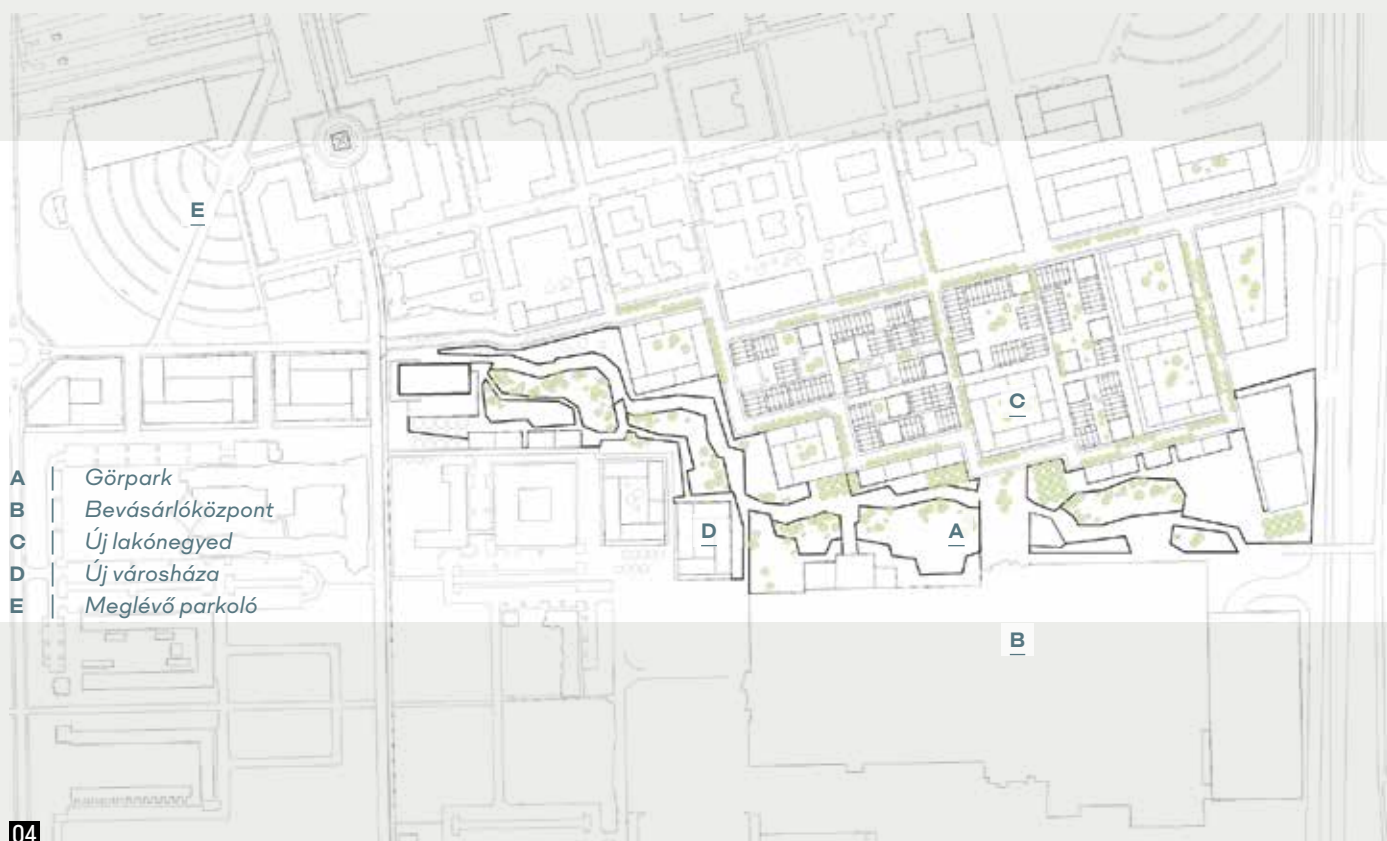 E
C
A | Görpark
B | Bevásárlóközpont
C | Új lakónegyed
D | Új városháza
E | Meglévő parkoló
D
A
B
04